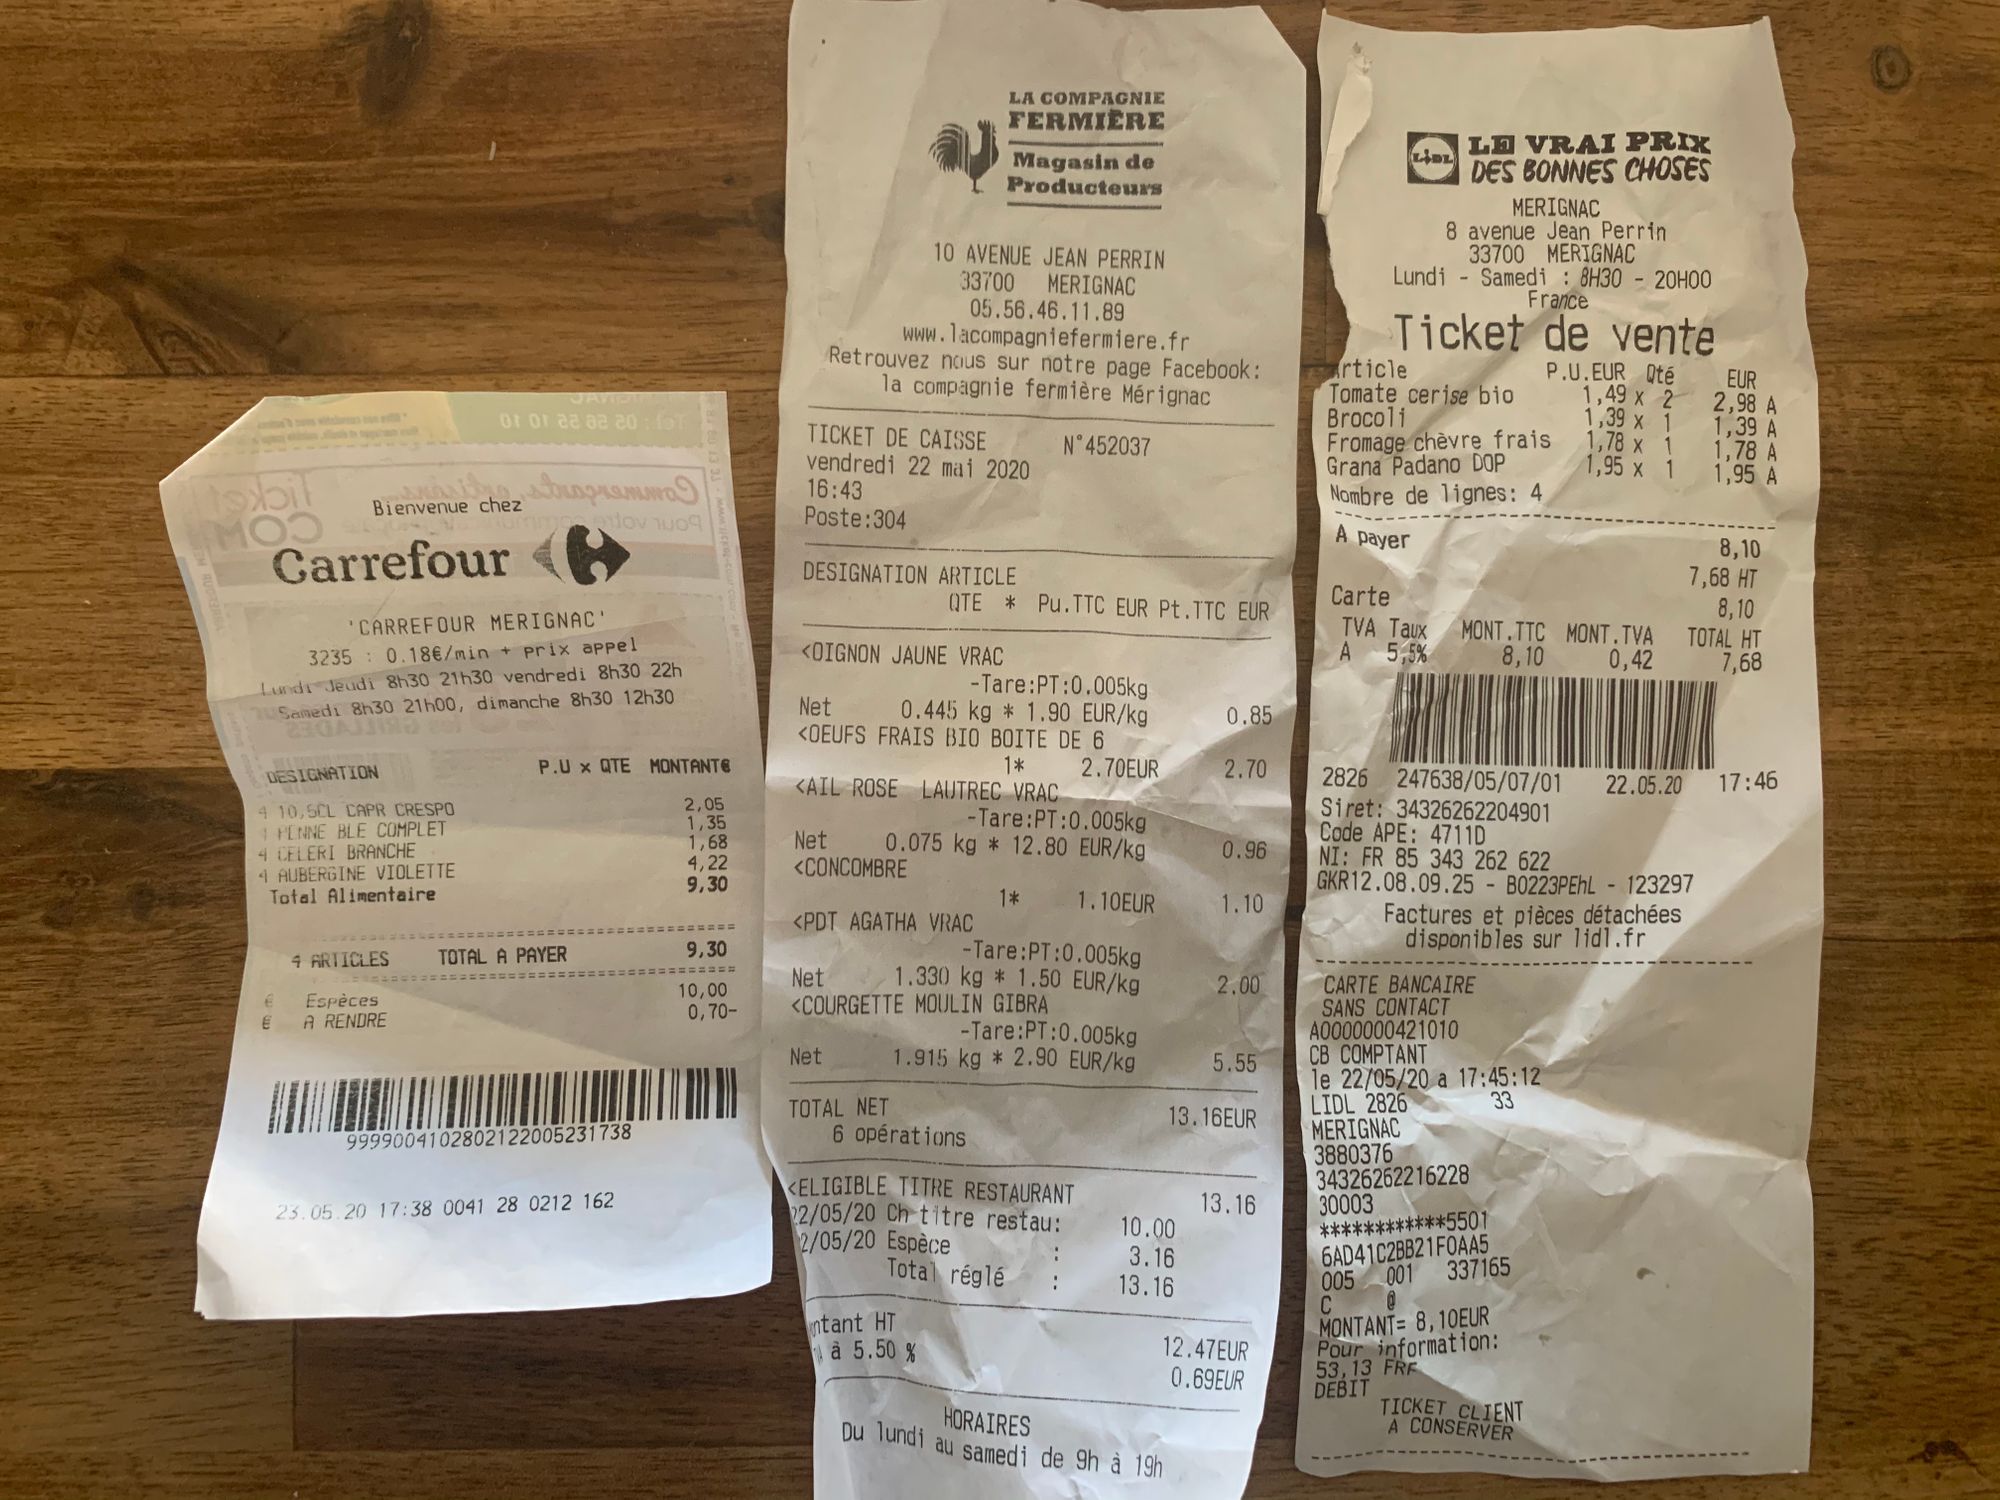 Bienvenue chez
Carrefour
'CARREFOUR MERIGNAC'
3235 : 0.18€/min + prix appel
Lundi Jeudi 8h30 21h30 vendredi 8h30 22h
Samedi 8h30 21h00, dimanche 8h30 12h30
DESIGNATION P.U x QTE MONTANT€
4 10,5CL CAPR CRESPO 2,05
PENNE BLE COMPLET 1,35
4 CELERI BRANCHE 1,68
4 AUBERGINE VIOLETTE 4,22
Total Alimentaire 9,30
4 ARTICLES TOTAL A PAYER 9,30
€ Espèces 10,00
€ A RENDRE 0,70-
9999004102802122005231738
23.05.20 17:38 0041 28 0212 162
LA COMPAGNIE
FERMIÈRE
Magasin de
Producteurs
10 AVENUE JEAN PERRIN
33700 MERIGNAC
05.56.46.11.89
www.lacompagniefermiere.fr
Retrouvez nous sur notre page Facebook:
la compagnie fermière Mérignac
TICKET DE CAISSE N°452037
vendredi 22 mai 2020
16:43
Poste:304
DESIGNATION ARTICLE
QTE * Pu.TTC EUR Pt.TTC EUR
<OIGNON JAUNE VRAC
-Tare:PT:0.005kg
Net 0.445 kg * 1.90 EUR/kg 0.85
<OEUFS FRAIS BIO BOITE DE 6
1* 2.70EUR 2.70
<AIL ROSE LAUTREC VRAC
-Tare:PT:0.005kg
Net 0.075 kg * 12.80 EUR/kg 0.96
<CONCOMBRE
1* 1.10EUR 1.10
<PDT AGATHA VRAC
-Tare:PT:0.005kg
Net 1.330 kg * 1.50 EUR/kg 2.00
<COURGETTE MOULIN GIBRA
-Tare:PT:0.005kg
Net 1.915 kg * 2.90 EUR/kg 5.55
TOTAL NET 13.16EUR
6 opérations
<ELIGIBLE TITRE RESTAURANT 13.16
22/05/20 Ch titre restau: 10.00
2/05/20 Espèce : 3.16
Total réglé : 13.16
ntant HT 12.47EUR
à 5.50 % 0.69EUR
HORAIRES
Du lundi au samedi de 9h à 19h
LIDL LE VRAI PRIX
DES BONNES CHOSES
MERIGNAC
8 avenue Jean Perrin
33700 MERIGNAC
Lundi - Samedi : 8H30 - 20H00
France
Ticket de vente
Article P.U.EUR Qté EUR
Tomate cerise bio 1,49 x 2 2,98 A
Brocoli 1,39 x 1 1,39 A
Fromage chèvre frais 1,78 x 1 1,78 A
Grana Padano DOP 1,95 x 1 1,95 A
Nombre de lignes: 4
A payer 8,10
7,68 HT
Carte 8,10
TVA Taux MONT.TTC MONT.TVA TOTAL HT
A 5,5% 8,10 0,42 7,68
2826 247638/05/07/01 22.05.20 17:46
Siret: 34326262204901
Code APE: 4711D
NI: FR 85 343 262 622
GKR12.08.09.25 - B0223PEhL - 123297
Factures et pièces détachées
disponibles sur lidl.fr
CARTE BANCAIRE
SANS CONTACT
A0000000421010
CB COMPTANT
le 22/05/20 a 17:45:12
LIDL 2826 33
MERIGNAC
3880376
34326262216228
30003
************5501
6AD41C2BB21F0AA5
005 001 337165
C @
MONTANT= 8,10EUR
Pour information:
53,13 FRF
DEBIT
TICKET CLIENT
A CONSERVER